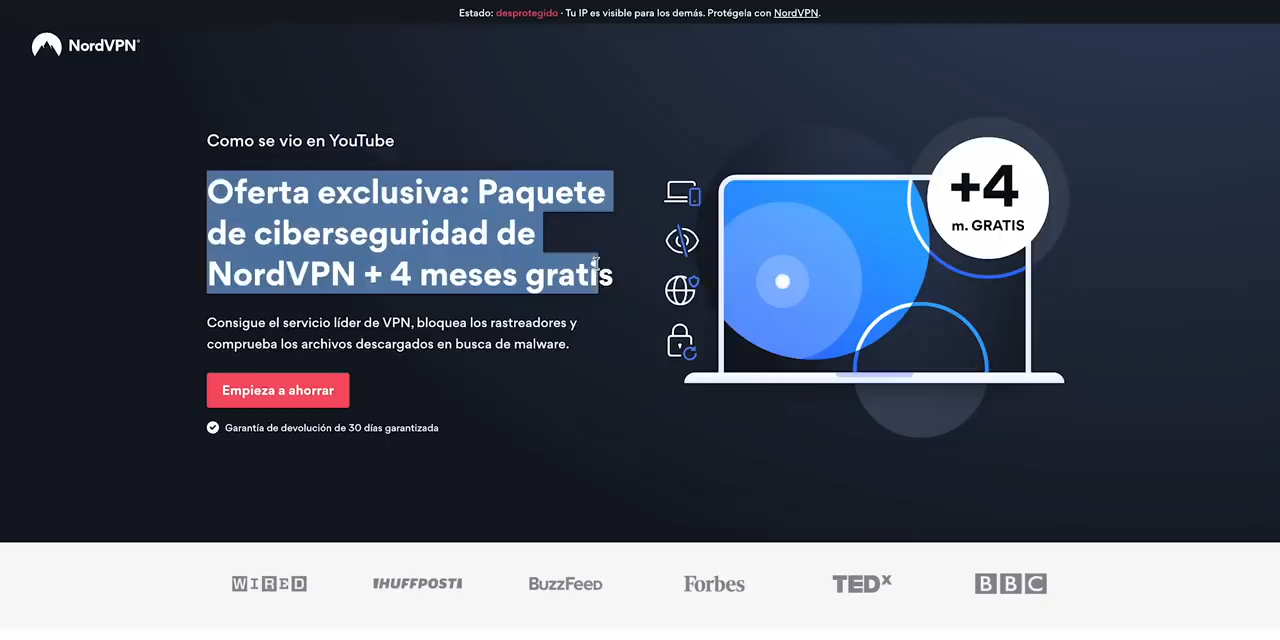 Estado: desprotegido · Tu IP es visible para los demás. Protégela con NordVPN.
NordVPN®
Como se vio en YouTube
Oferta exclusiva: Paquete
de ciberseguridad de
NordVPN + 4 meses gratis
Consigue el servicio líder de VPN, bloquea los rastreadores y
comprueba los archivos descargados en busca de malware.
Empieza a ahorrar
Garantía de devolución de 30 días garantizada
+4
m. GRATIS
WIRED
IHUFFPOSTI
BuzzFeed
Forbes
TEDx
BBC